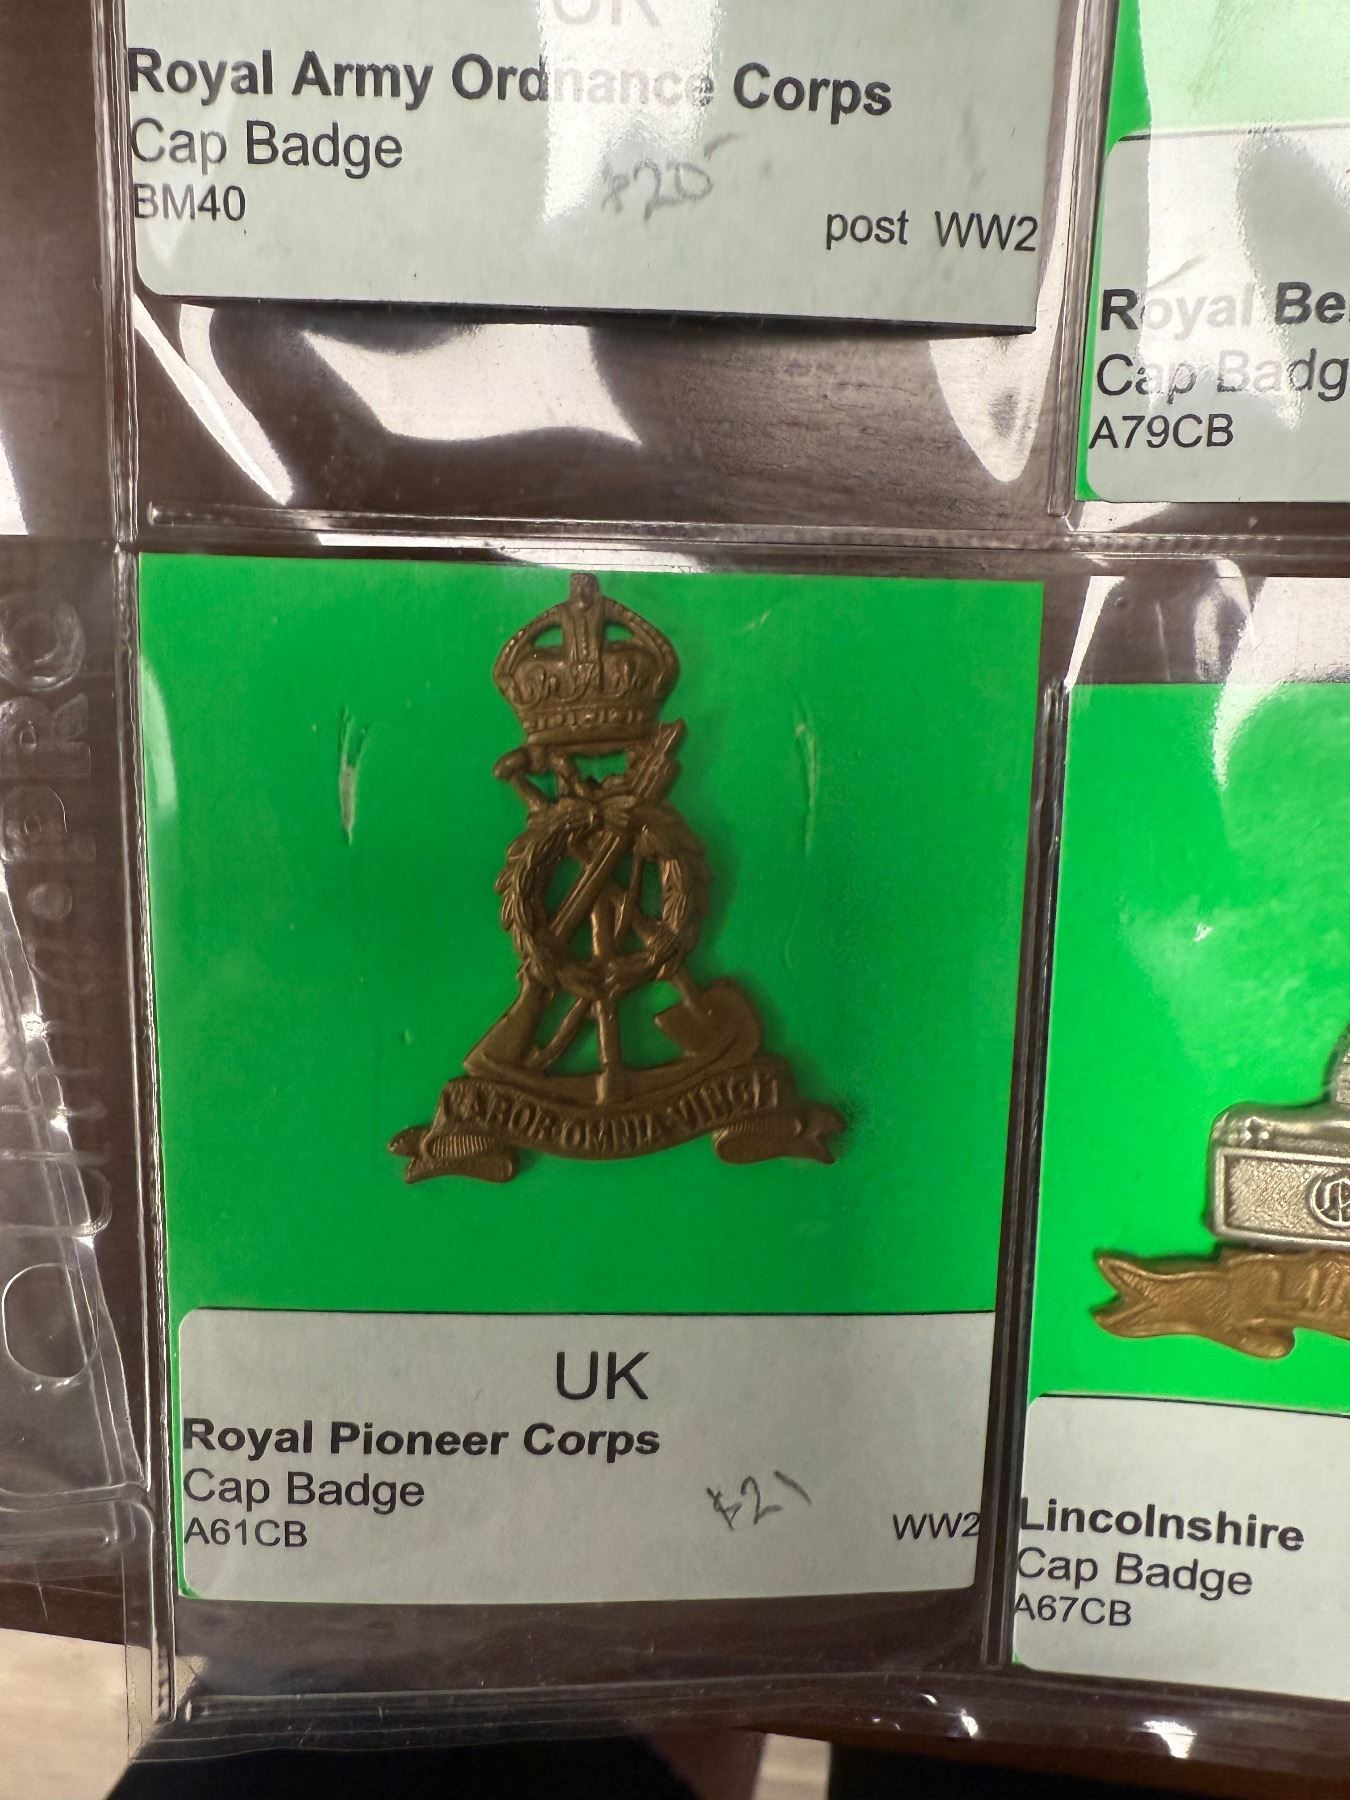 UK
Royal Army Ordnance Corps
Cap Badge
BM40
$20
post WW2
Royal Be
Cap Badg
A79CB
LABOR·OMNIA·VINCIT
UK
Royal Pioneer Corps
Cap Badge
$21
A61CB
WW2
Lincolnshire
Cap Badge
A67CB